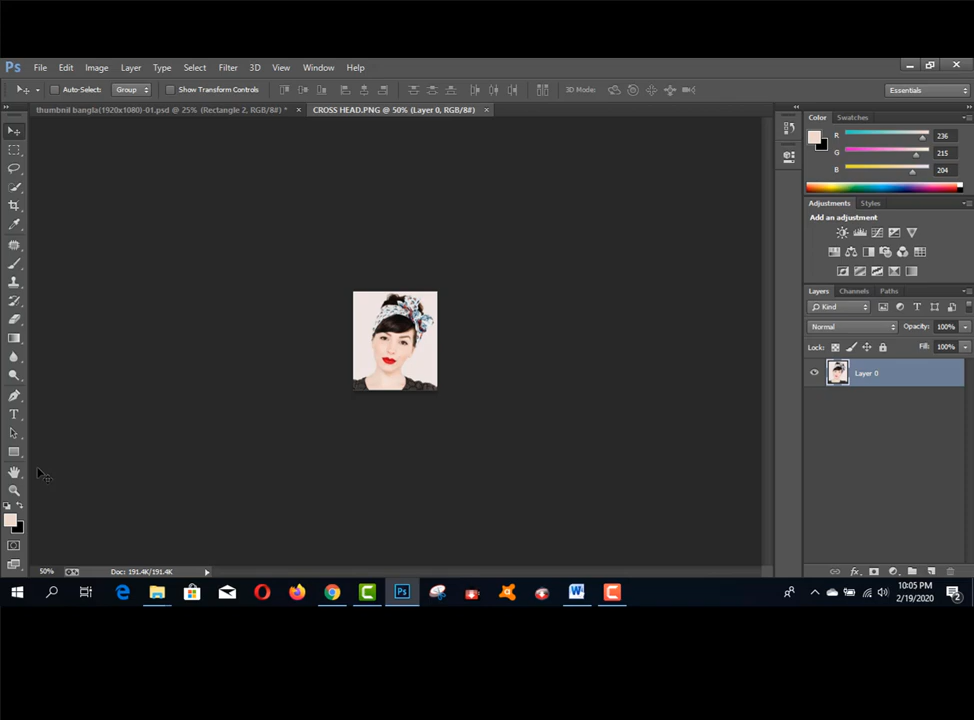 Ps File Edit Image Layer Type Select Filter 3D View Window Help
Auto-Select: Group Show Transform Controls 3D Mode: Essentials
thumbnil bangla(1920x1080)-01.psd @ 25% (Rectangle 2, RGB/8#) * × CROSS HEAD.PNG @ 50% (Layer 0, RGB/8#) ×
Color Swatches
R 236
G 215
B 204
Adjustments Styles
Add an adjustment
Layers Channels Paths
Kind
Normal Opacity: 100%
Lock: Fill: 100%
Layer 0
T
50% Doc: 191.4K/191.4K
10:05 PM
2/19/2020
2